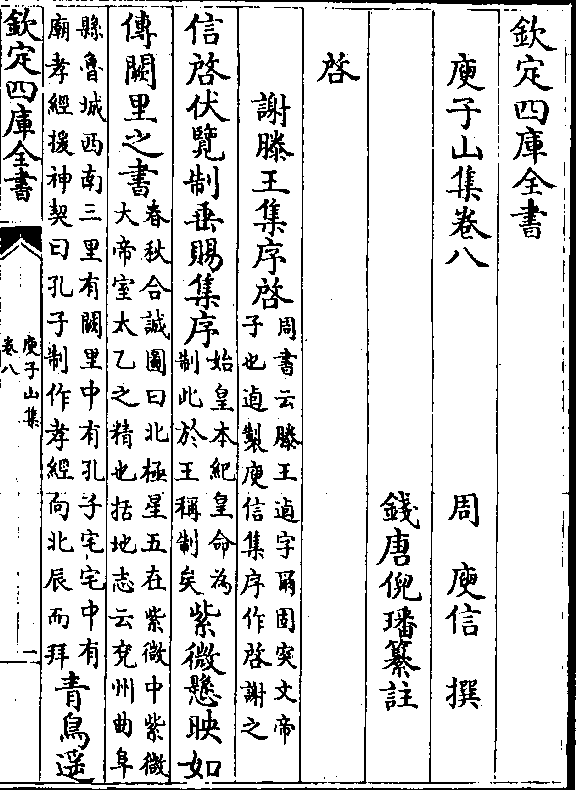 欽定四庫全書
庾子山集卷八
周 庾信 撰
錢唐倪璠纂註
啓
謝滕王集序啓周書云滕王逌字爾固突文帝
子也逌製庾信集序作啓謝之
信啓伏覽制垂賜集序始皇本紀皇命為
制此於王稱制矣紫微懸映如
傳闕里之書春秋合誠圖曰北極星五在紫微中紫微
大帝室太乙之精也括地志云兖州曲阜
縣魯城西南三里有闕里中有孔子宅宅中有
廟孝經援神契曰孔子制作孝經向北辰而拜青鳥遥
欽定四庫全書
庾子山集
卷八
一